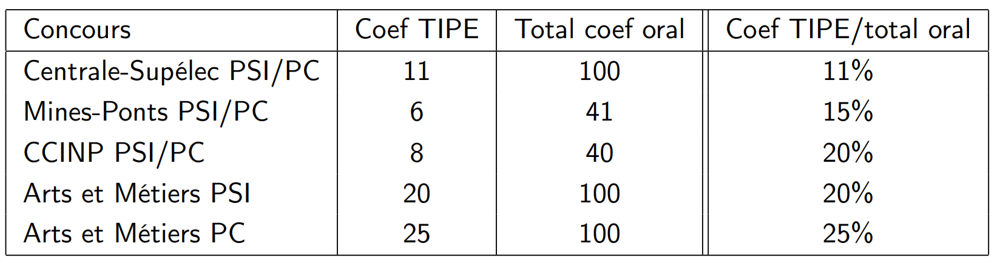 Concours Coef TIPE Total coef oral Coef TIPE/total oral
Centrale-Supélec PSI/PC 11 100 11%
Mines-Ponts PSI/PC 6 41 15%
CCINP PSI/PC 8 40 20%
Arts et Métiers PSI 20 100 20%
Arts et Métiers PC 25 100 25%